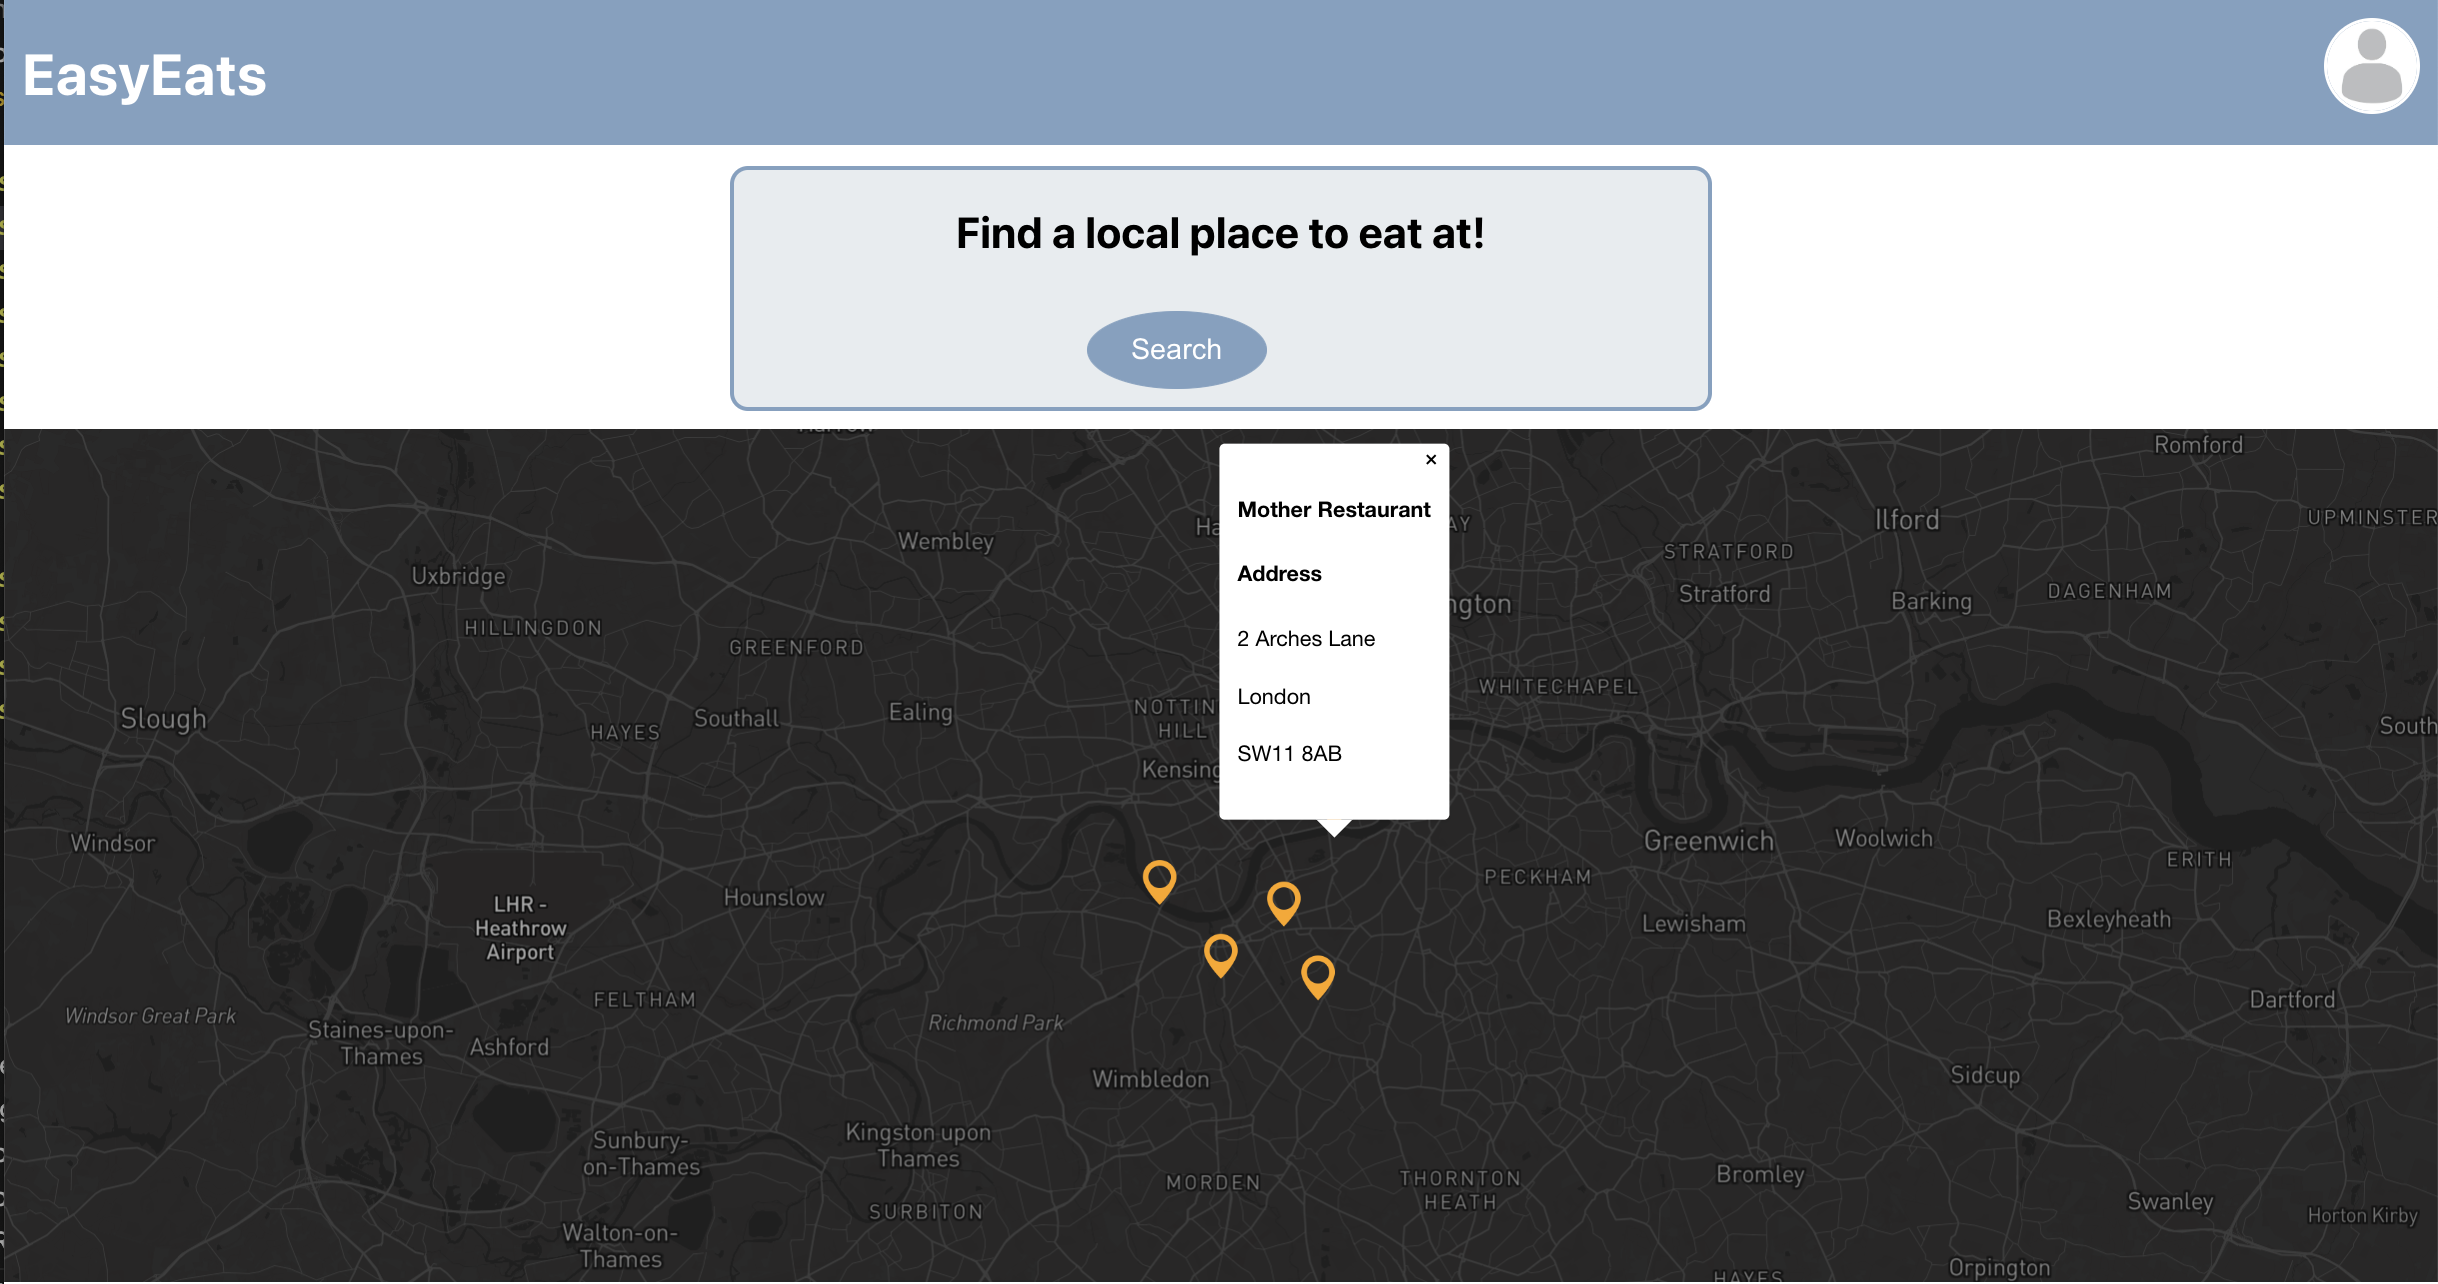 EasyEats
Find a local place to eat at!
Search
Romford
×
Mother Restaurant
Address
2 Arches Lane
London
SW11 8AB
Ilford
UPMINSTER
Wembley
STRATFORD
Stratford
Uxbridge
DAGENHAM
Barking
HILLINGDON
GREENFORD
WHITECHAPEL
NOTTIN
HILL
Slough
Southall
Ealing
HAYES
South
Kensing
Windsor
Greenwich
Woolwich
ERITH
PECKHAM
Hounslow
LHR -
Heathrow
Airport
Lewisham
Bexleyheath
FELTHAM
Dartford
Windsor Great Park
Richmond Park
Staines-upon-
Thames
Ashford
Wimbledon
Sidcup
Sunbury-
on-Thames
Kingston upon
Thames
MORDEN
THORNTON
HEATH
Bromley
Swanley
SURBITON
Horton Kirby
Walton-on-
Thames
Orpington
HAYES